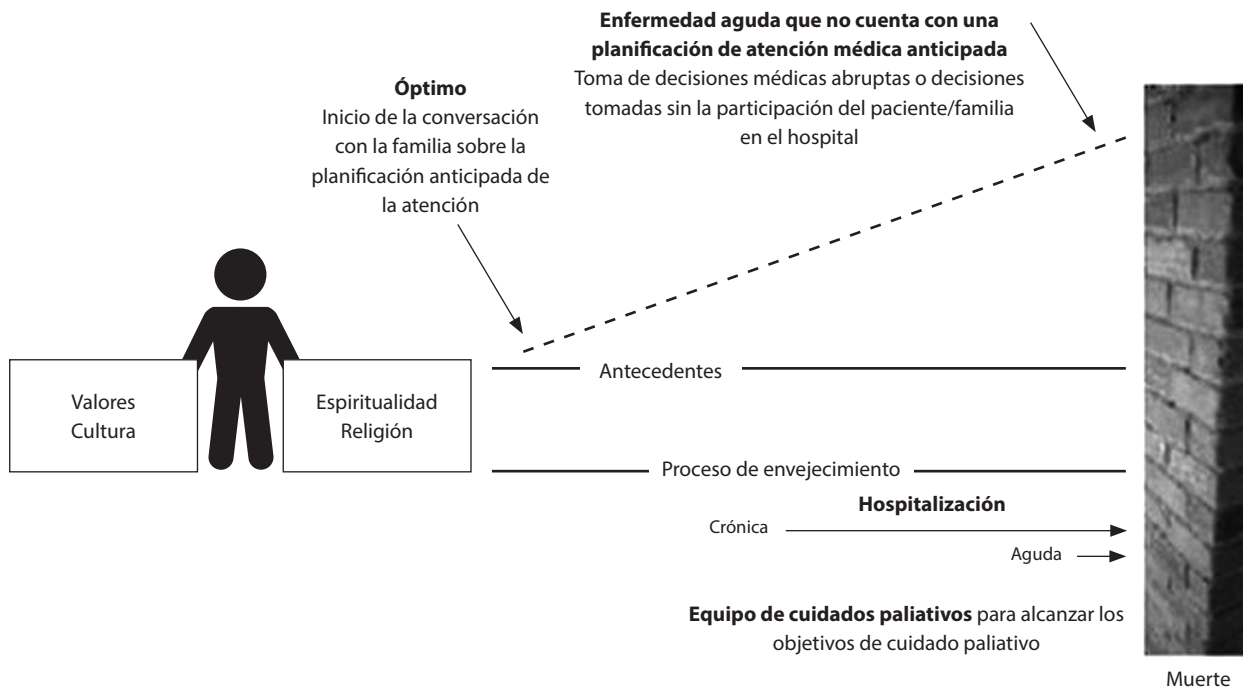 Enfermedad aguda que no cuenta con una
planificación de atención médica anticipada
Toma de decisiones médicas abruptas o decisiones
tomadas sin la participación del paciente/familia
en el hospital
Óptimo
Inicio de la conversación
con la familia sobre la
planificación anticipada de
la atención
Valores
Cultura
Espiritualidad
Religión
Antecedentes
Proceso de envejecimiento
Hospitalización
Crónica
Aguda
Equipo de cuidados paliativos para alcanzar los
objetivos de cuidado paliativo
Muerte